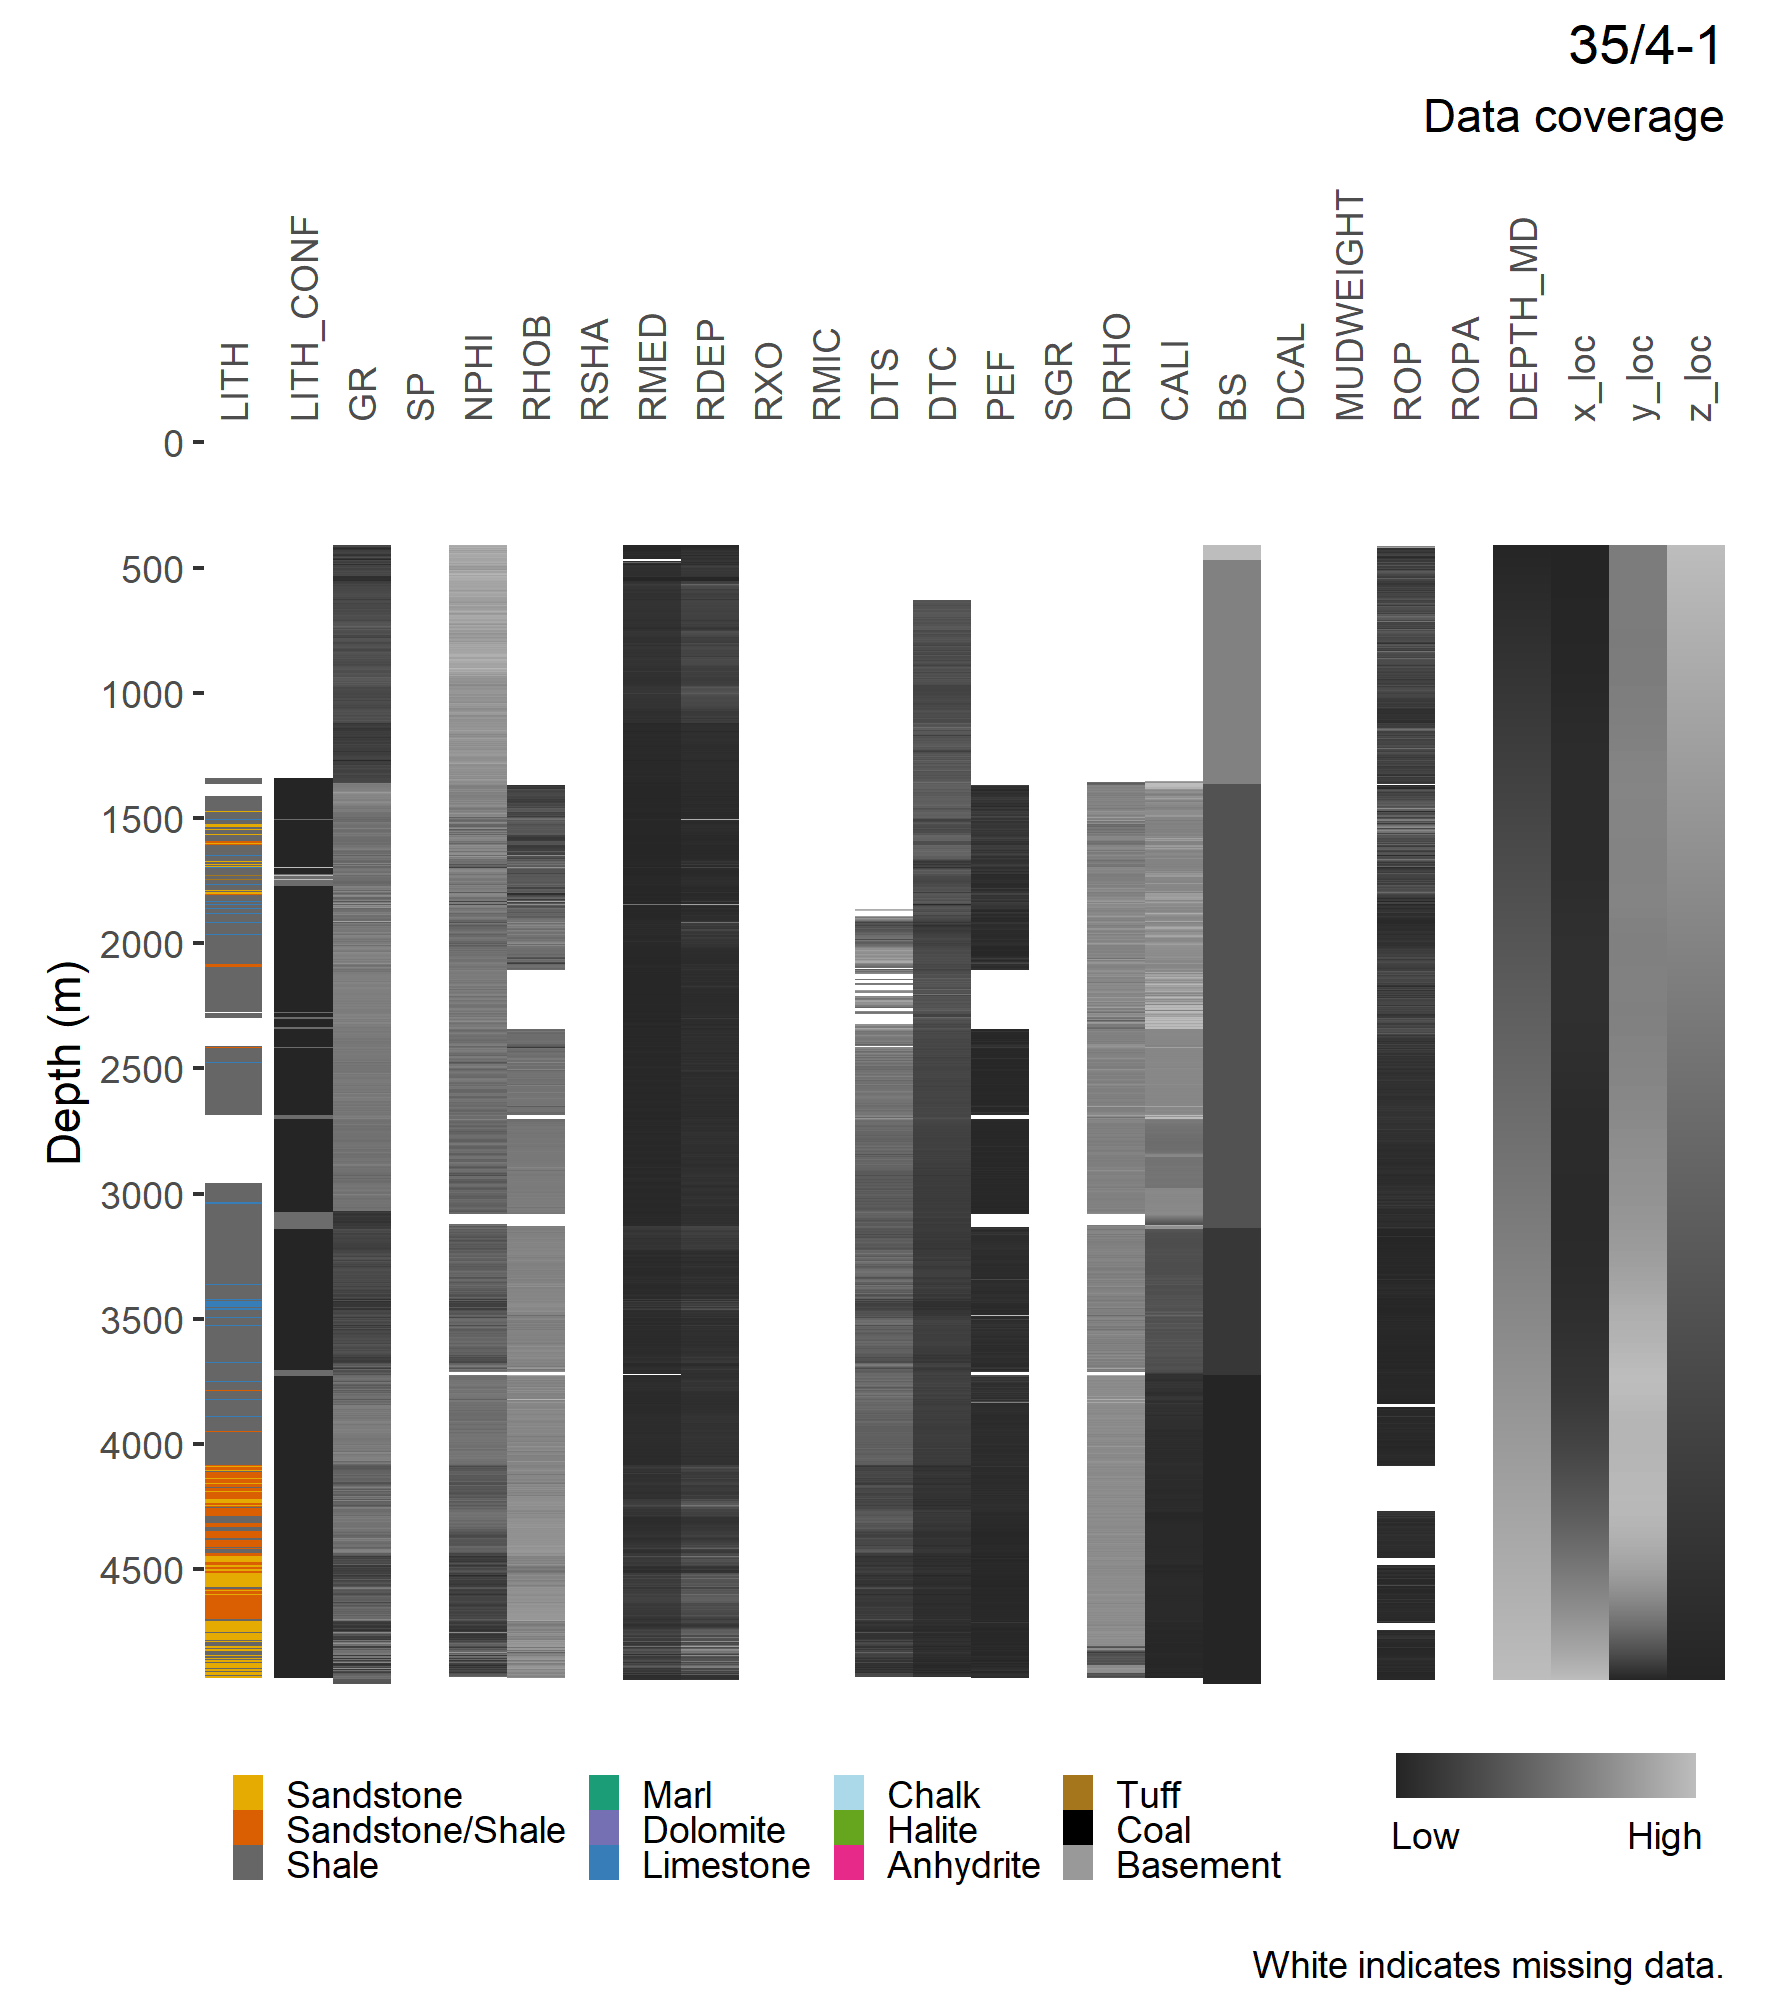 35/4-1
Data coverage
LITH
LITH_CONF
GR
SP
NPHI
RHOB
RSHA
RMED
RDEP
RXO
RMIC
DTS
DTC
PEF
SGR
DRHO
CALI
BS
DCAL
MUDWEIGHT
ROP
ROPA
DEPTH_MD
x_loc
y_loc
z_loc
Depth (m)
0
500
1000
1500
2000
2500
3000
3500
4000
4500
Sandstone
Sandstone/Shale
Shale
Marl
Dolomite
Limestone
Chalk
Halite
Anhydrite
Tuff
Coal
Basement
Low High
White indicates missing data.